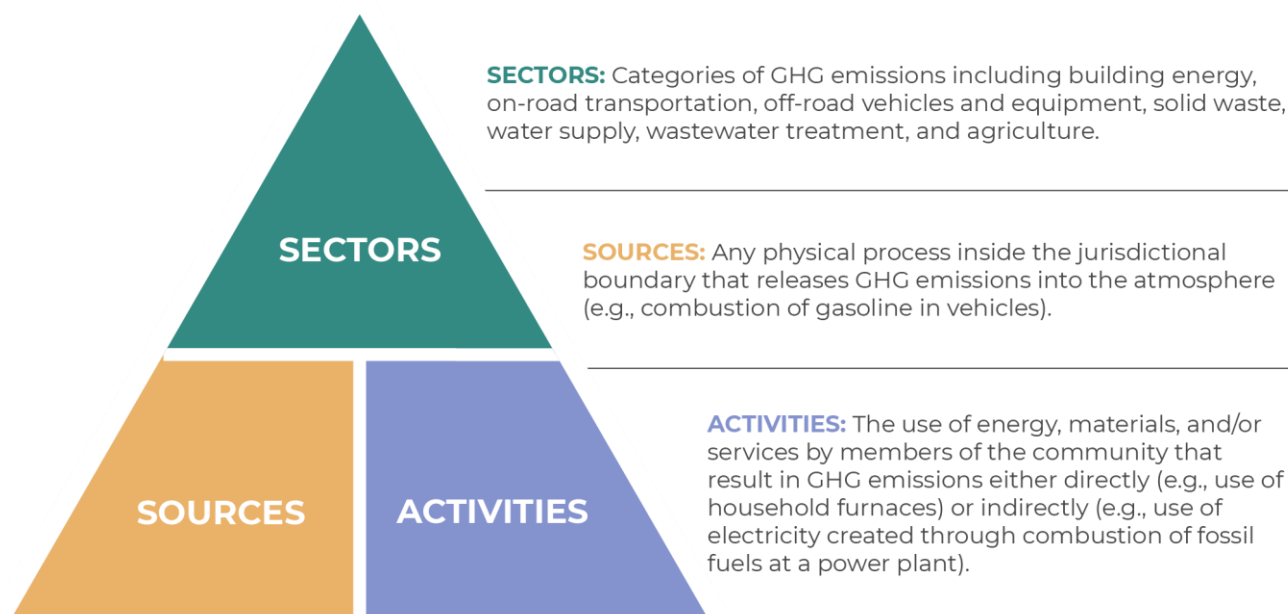 SECTORS: Categories of GHG emissions including building energy,
on-road transportation, off-road vehicles and equipment, solid waste,
water supply, wastewater treatment, and agriculture.
SECTORS
SOURCES: Any physical process inside the jurisdictional
boundary that releases GHG emissions into the atmosphere
(e.g., combustion of gasoline in vehicles).
ACTIVITIES: The use of energy, materials, and/or
services by members of the community that
result in GHG emissions either directly (e.g., use of
household furnaces) or indirectly (e.g., use of
electricity created through combustion of fossil
fuels at a power plant).
SOURCES
ACTIVITIES